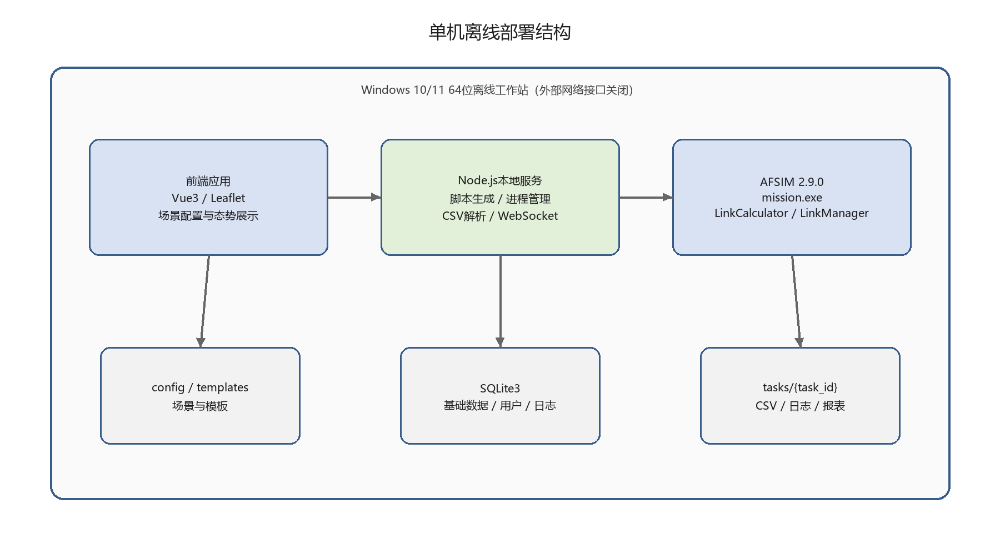 单机离线部署结构
Windows 10/11 64位离线工作站（外部网络接口关闭）
前端应用
Vue3 / Leaflet
场景配置与态势展示
Node.js本地服务
脚本生成 / 进程管理
CSV解析 / WebSocket
AFSIM 2.9.0
mission.exe
LinkCalculator / LinkManager
config / templates
场景与模板
SQLite3
基础数据 / 用户 / 日志
tasks/{task_id}
CSV / 日志 / 报表